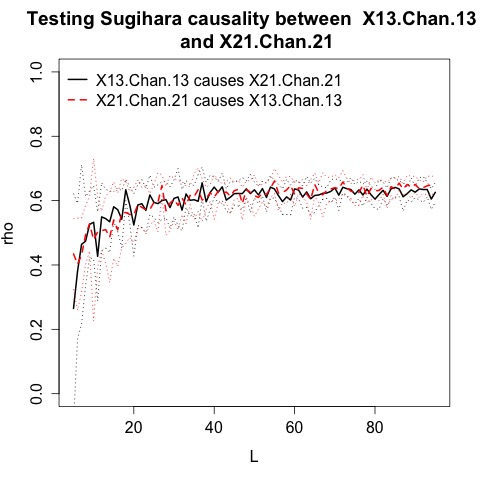 Testing Sugihara causality between  X13.Chan.13
and X21.Chan.21
X13.Chan.13 causes X21.Chan.21
X21.Chan.21 causes X13.Chan.13
1.0
0.8
0.6
0.4
0.2
0.0
rho
20 40 60 80
L